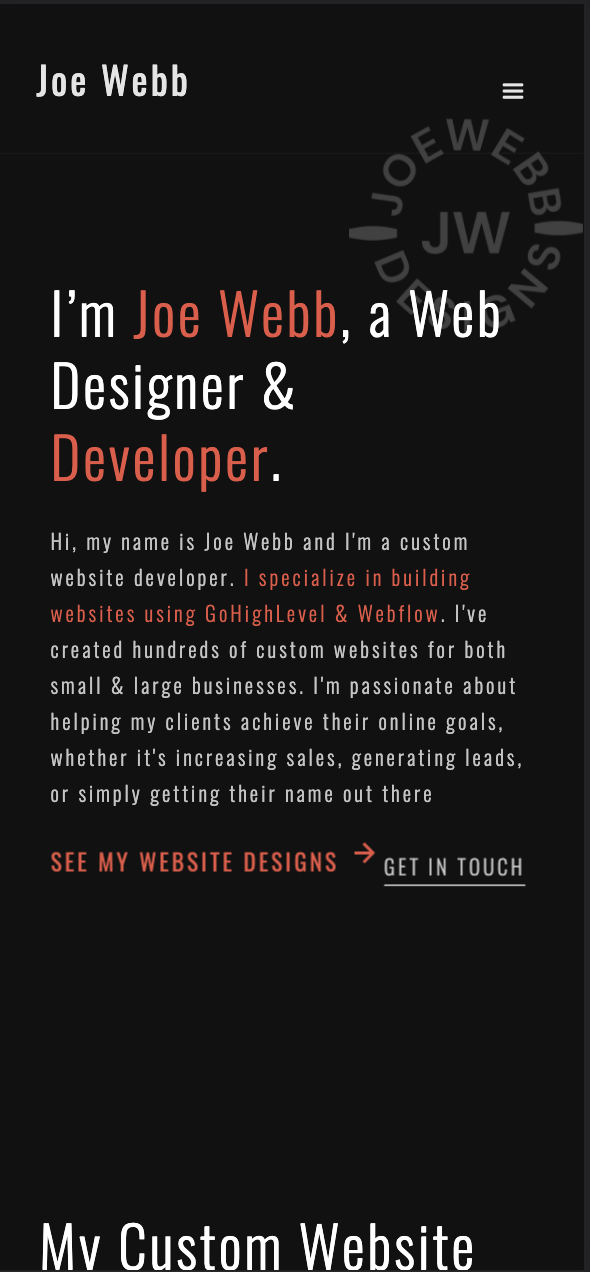 Joe Webb
JOEWEBB
JW
DESIGNS
I’m Joe Webb, a Web
Designer &
Developer.
Hi, my name is Joe Webb and I'm a custom
website developer. I specialize in building
websites using GoHighLevel & Webflow. I've
created hundreds of custom websites for both
small & large businesses. I'm passionate about
helping my clients achieve their online goals,
whether it's increasing sales, generating leads,
or simply getting their name out there
SEE MY WEBSITE DESIGNS → GET IN TOUCH
My Custom Website